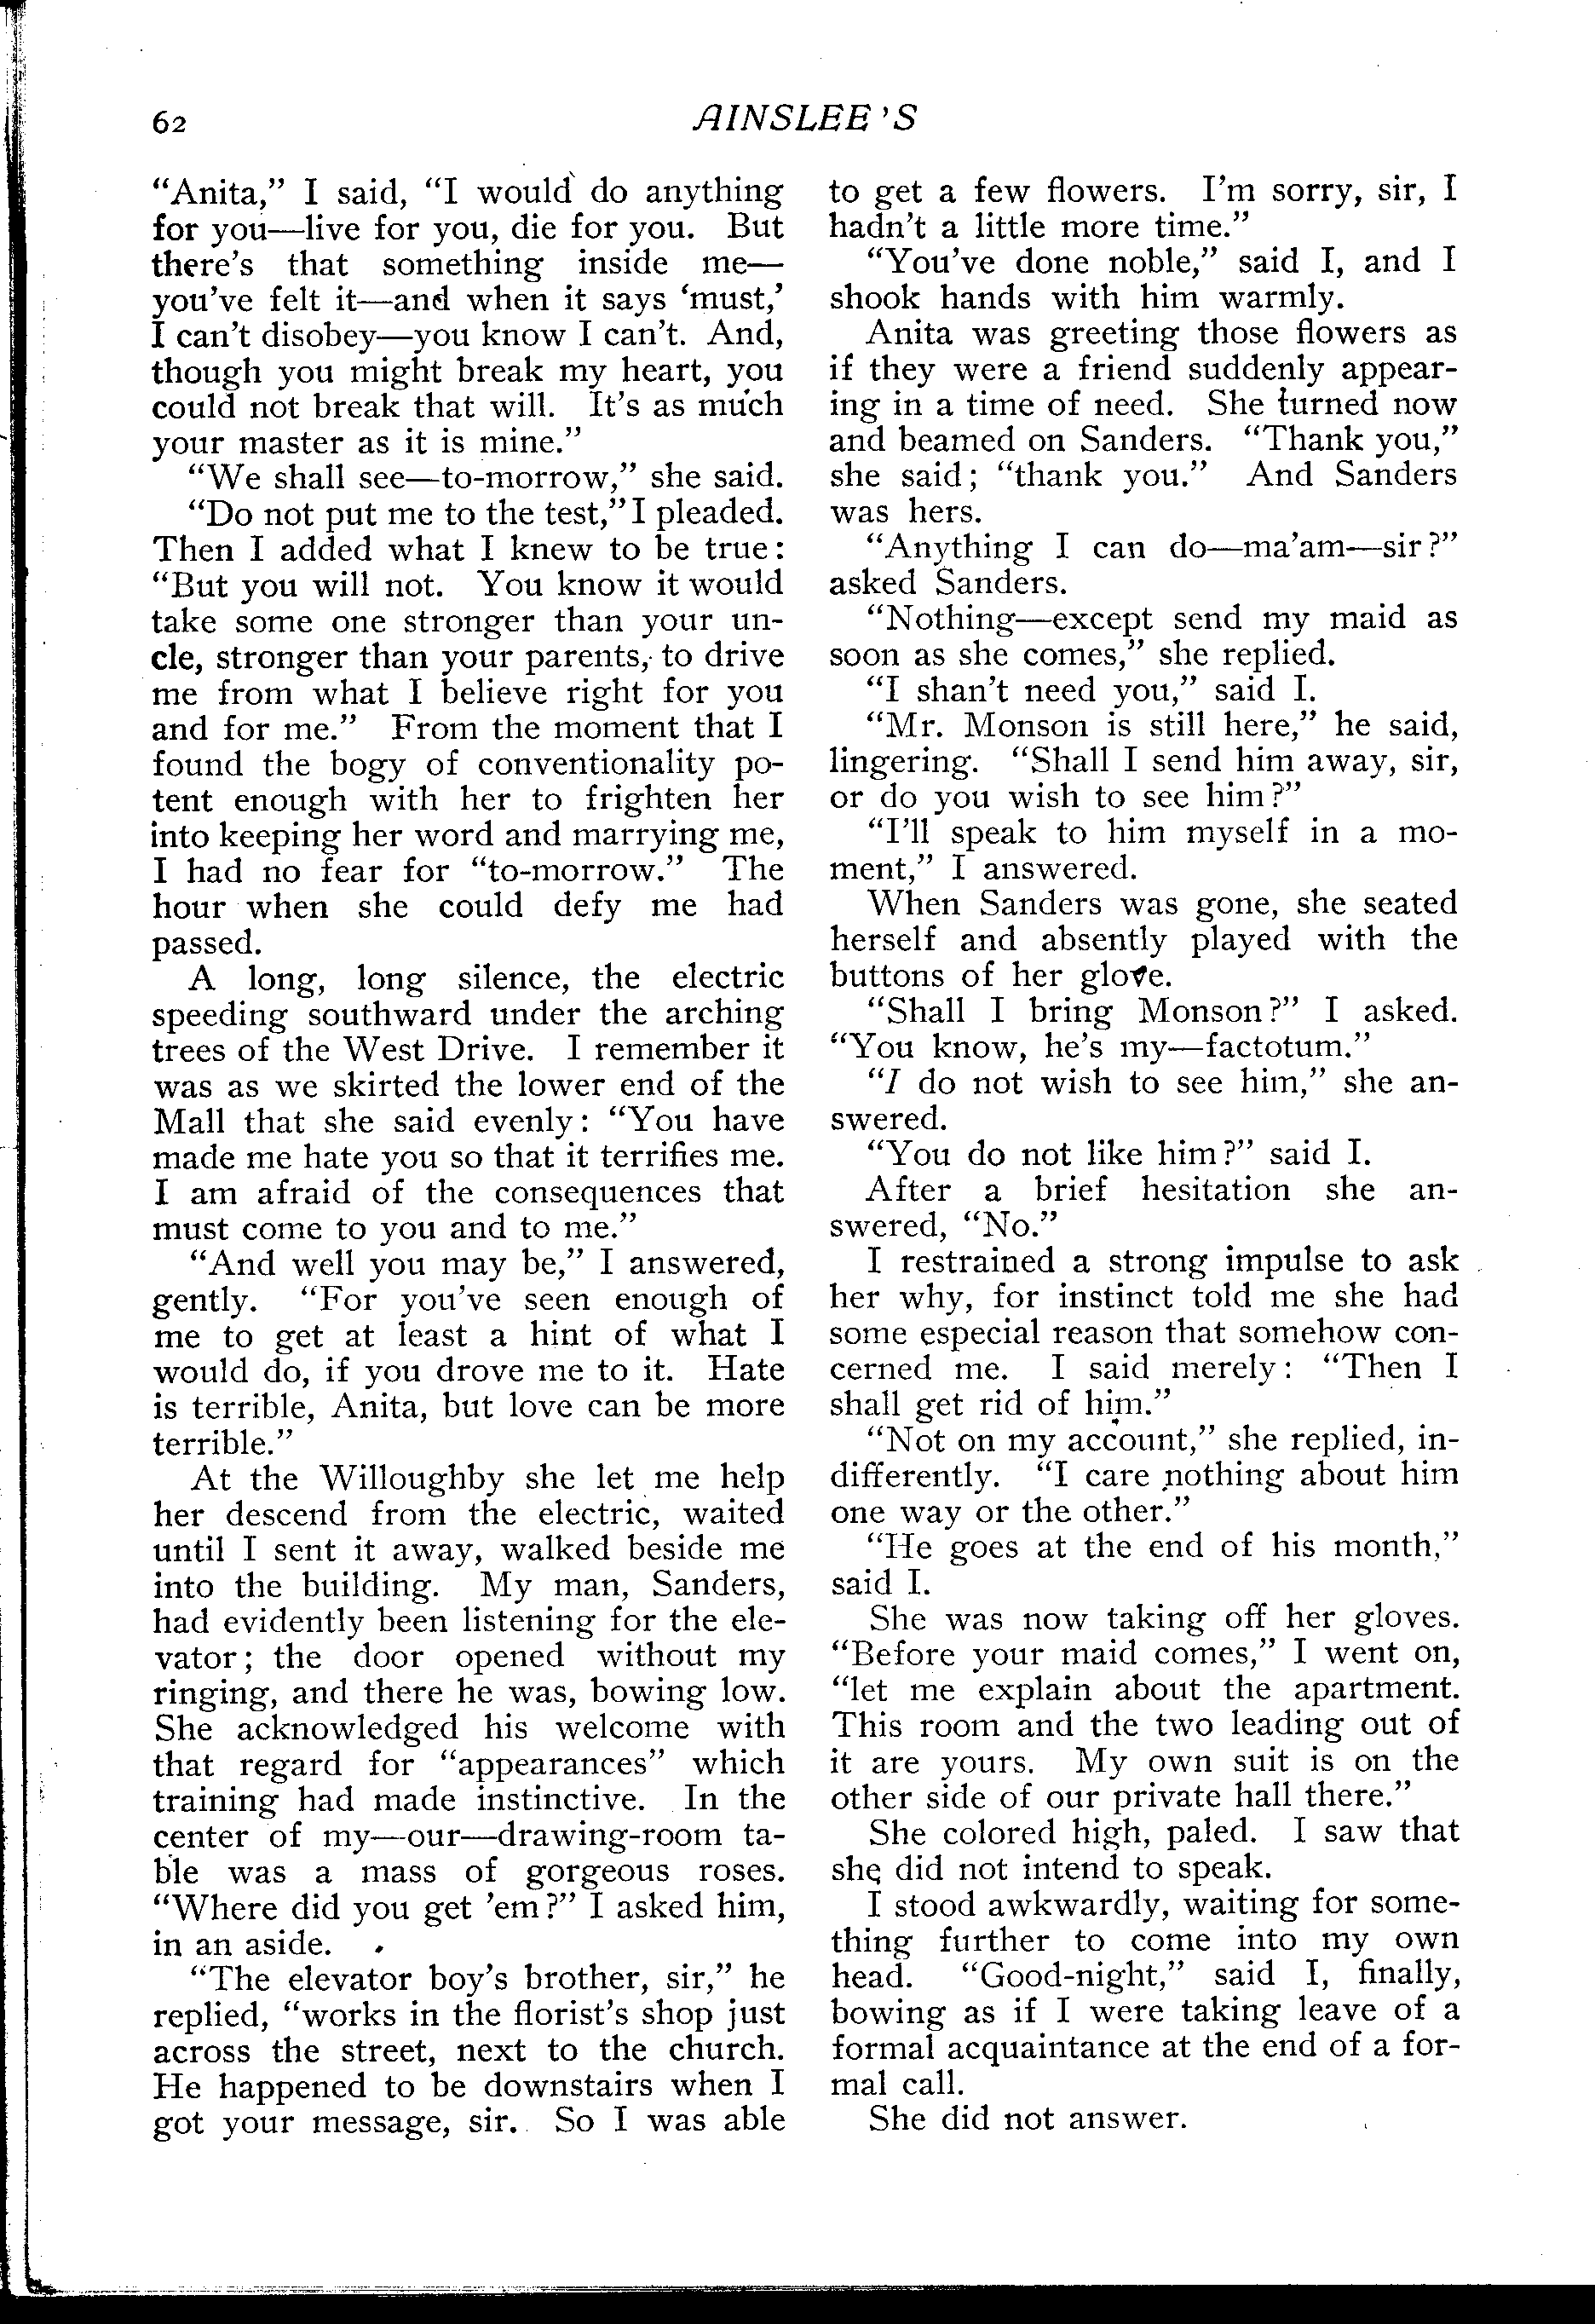 62
AINSLEE'S
“Anita,” I said, “I would do anything
for you—live for you, die for you. But
there's that something inside me—
you've felt it—and when it says ‘must,’
I can't disobey—you know I can't. And,
though you might break my heart, you
could not break that will. It's as much
your master as it is mine.”
“We shall see—to-morrow,” she said.
“Do not put me to the test,” I pleaded.
Then I added what I knew to be true:
“But you will not. You know it would
take some one stronger than your un-
cle, stronger than your parents, to drive
me from what I believe right for you
and for me.” From the moment that I
found the bogy of conventionality po-
tent enough with her to frighten her
into keeping her word and marrying me,
I had no fear for “to-morrow.” The
hour when she could defy me had
passed.
A long, long silence, the electric
speeding southward under the arching
trees of the West Drive. I remember it
was as we skirted the lower end of the
Mall that she said evenly: “You have
made me hate you so that it terrifies me.
I am afraid of the consequences that
must come to you and to me.”
“And well you may be,” I answered,
gently. “For you've seen enough of
me to get at least a hint of what I
would do, if you drove me to it. Hate
is terrible, Anita, but love can be more
terrible.”
At the Willoughby she let me help
her descend from the electric, waited
until I sent it away, walked beside me
into the building. My man, Sanders,
had evidently been listening for the ele-
vator; the door opened without my
ringing, and there he was, bowing low.
She acknowledged his welcome with
that regard for “appearances” which
training had made instinctive. In the
center of my—our—drawing-room ta-
ble was a mass of gorgeous roses.
“Where did you get 'em?” I asked him,
in an aside.
“The elevator boy's brother, sir,” he
replied, “works in the florist's shop just
across the street, next to the church.
He happened to be downstairs when I
got your message, sir. So I was able
to get a few flowers. I'm sorry, sir, I
hadn't a little more time.”
“You've done noble,” said I, and I
shook hands with him warmly.
Anita was greeting those flowers as
if they were a friend suddenly appear-
ing in a time of need. She turned now
and beamed on Sanders. “Thank you,”
she said; “thank you.” And Sanders
was hers.
“Anything I can do—ma'am—sir?”
asked Sanders.
“Nothing—except send my maid as
soon as she comes,” she replied.
“I shan't need you,” said I.
“Mr. Monson is still here,” he said,
lingering. “Shall I send him away, sir,
or do you wish to see him?”
“I'll speak to him myself in a mo-
ment,” I answered.
When Sanders was gone, she seated
herself and absently played with the
buttons of her glove.
“Shall I bring Monson?” I asked.
“You know, he's my—factotum.”
“I do not wish to see him,” she an-
swered.
“You do not like him?” said I.
After a brief hesitation she an-
swered, “No.”
I restrained a strong impulse to ask
her why, for instinct told me she had
some especial reason that somehow con-
cerned me. I said merely: “Then I
shall get rid of him.”
“Not on my account,” she replied, in-
differently. “I care nothing about him
one way or the other.”
“He goes at the end of his month,”
said I.
She was now taking off her gloves.
“Before your maid comes,” I went on,
“let me explain about the apartment.
This room and the two leading out of
it are yours. My own suit is on the
other side of our private hall there.”
She colored high, paled. I saw that
she did not intend to speak.
I stood awkwardly, waiting for some-
thing further to come into my own
head. “Good-night,” said I, finally,
bowing as if I were taking leave of a
formal acquaintance at the end of a for-
mal call.
She did not answer.